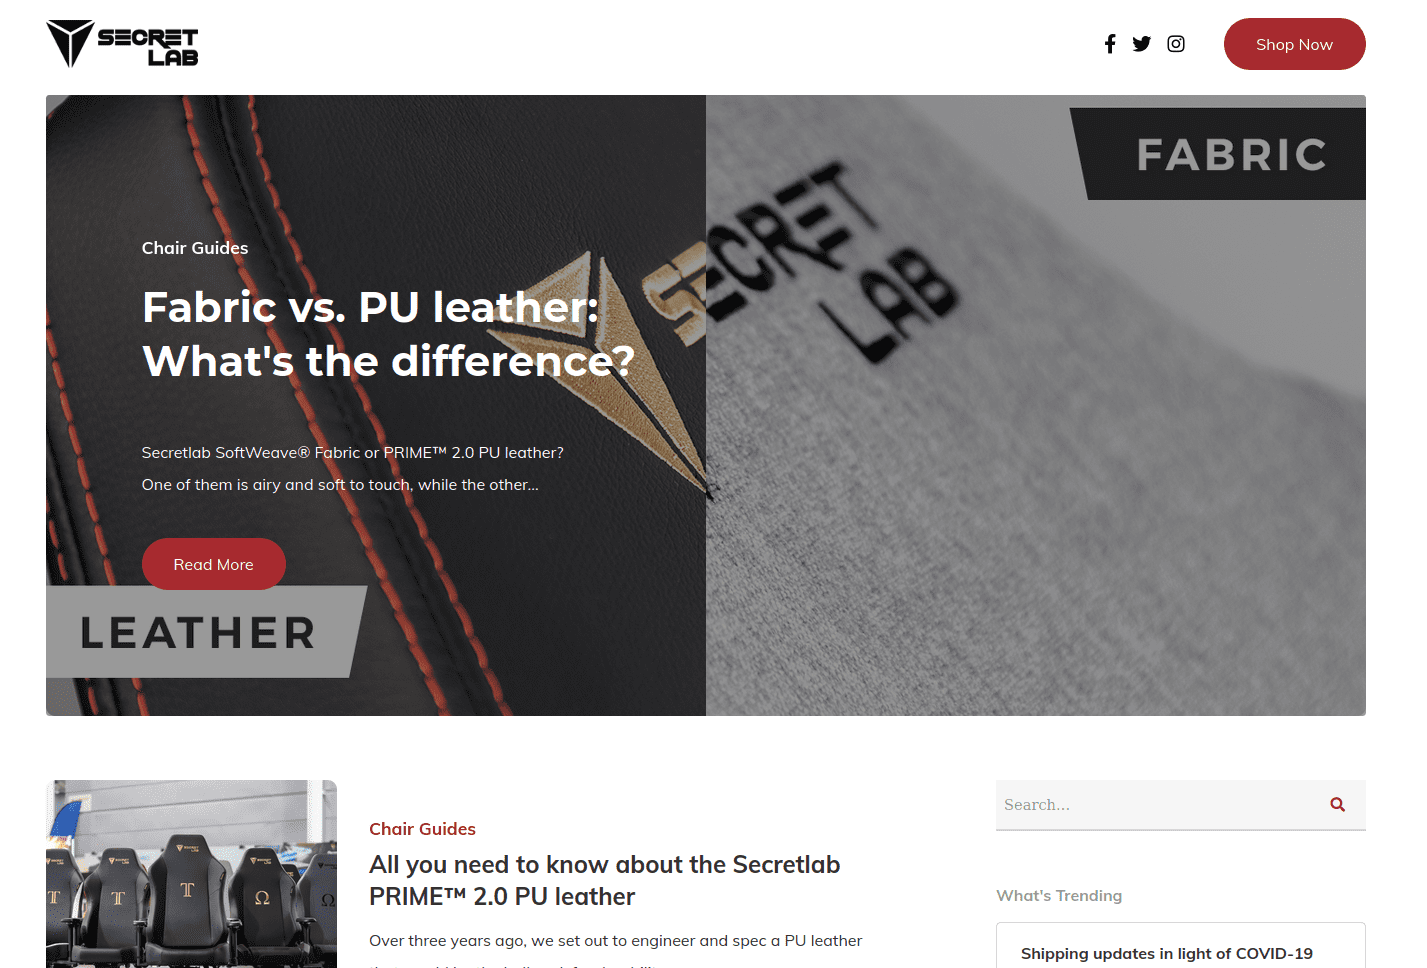 SECRET
LAB
Shop Now
FABRIC
SECRET
LAB
Chair Guides
Fabric vs. PU leather:
What's the difference?
Secretlab SoftWeave® Fabric or PRIME™ 2.0 PU leather?
One of them is airy and soft to touch, while the other...
Read More
LEATHER
Chair Guides
All you need to know about the Secretlab
PRIME™ 2.0 PU leather
Over three years ago, we set out to engineer and spec a PU leather
Search...
What's Trending
Shipping updates in light of COVID-19